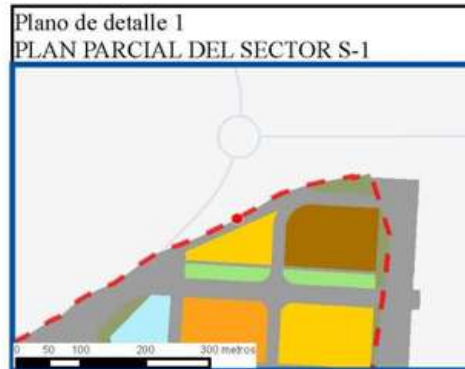 Plano de detalle 1
PLAN PARCIAL DEL SECTOR S-1
0 50 100 200 300 metros